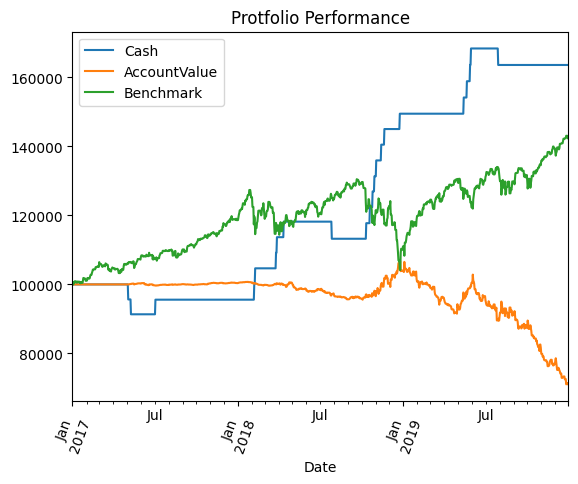 Protfolio Performance
Cash
AccountValue
Benchmark
160000
140000
120000
100000
80000
Jan
2017
Jul
Jan
2018
Jul
Jan
2019
Jul
Date